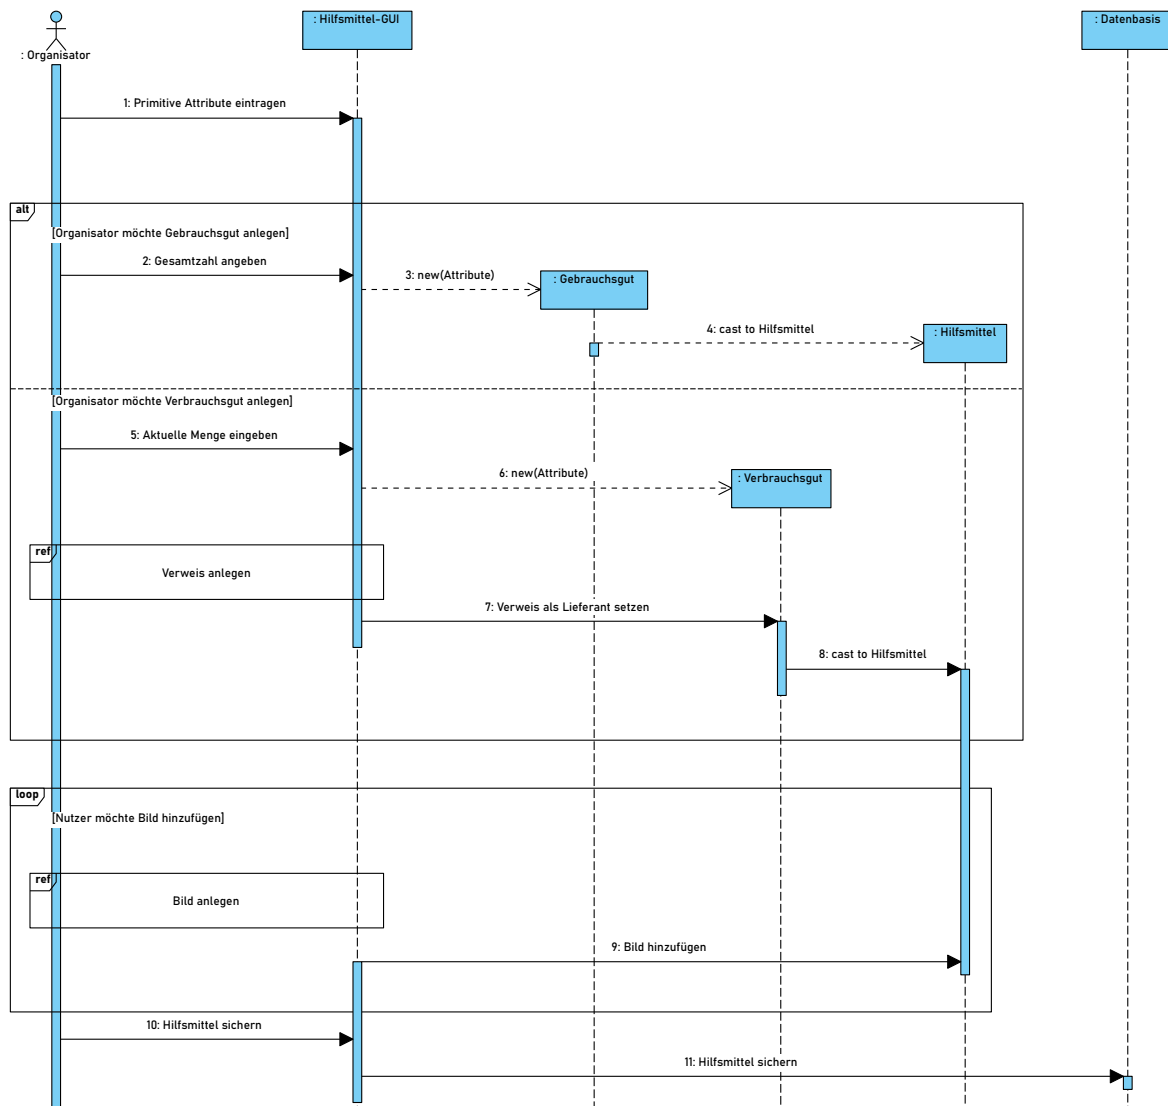 : Organisator
: Hilfsmittel-GUI
: Datenbasis
1: Primitive Attribute eintragen
alt
[Organisator möchte Gebrauchsgut anlegen]
2: Gesamtzahl angeben
3: new(Attribute)
: Gebrauchsgut
4: cast to Hilfsmittel
: Hilfsmittel
[Organisator möchte Verbrauchsgut anlegen]
5: Aktuelle Menge eingeben
6: new(Attribute)
: Verbrauchsgut
ref
Verweis anlegen
7: Verweis als Lieferant setzen
8: cast to Hilfsmittel
loop
[Nutzer möchte Bild hinzufügen]
ref
Bild anlegen
9: Bild hinzufügen
10: Hilfsmittel sichern
11: Hilfsmittel sichern